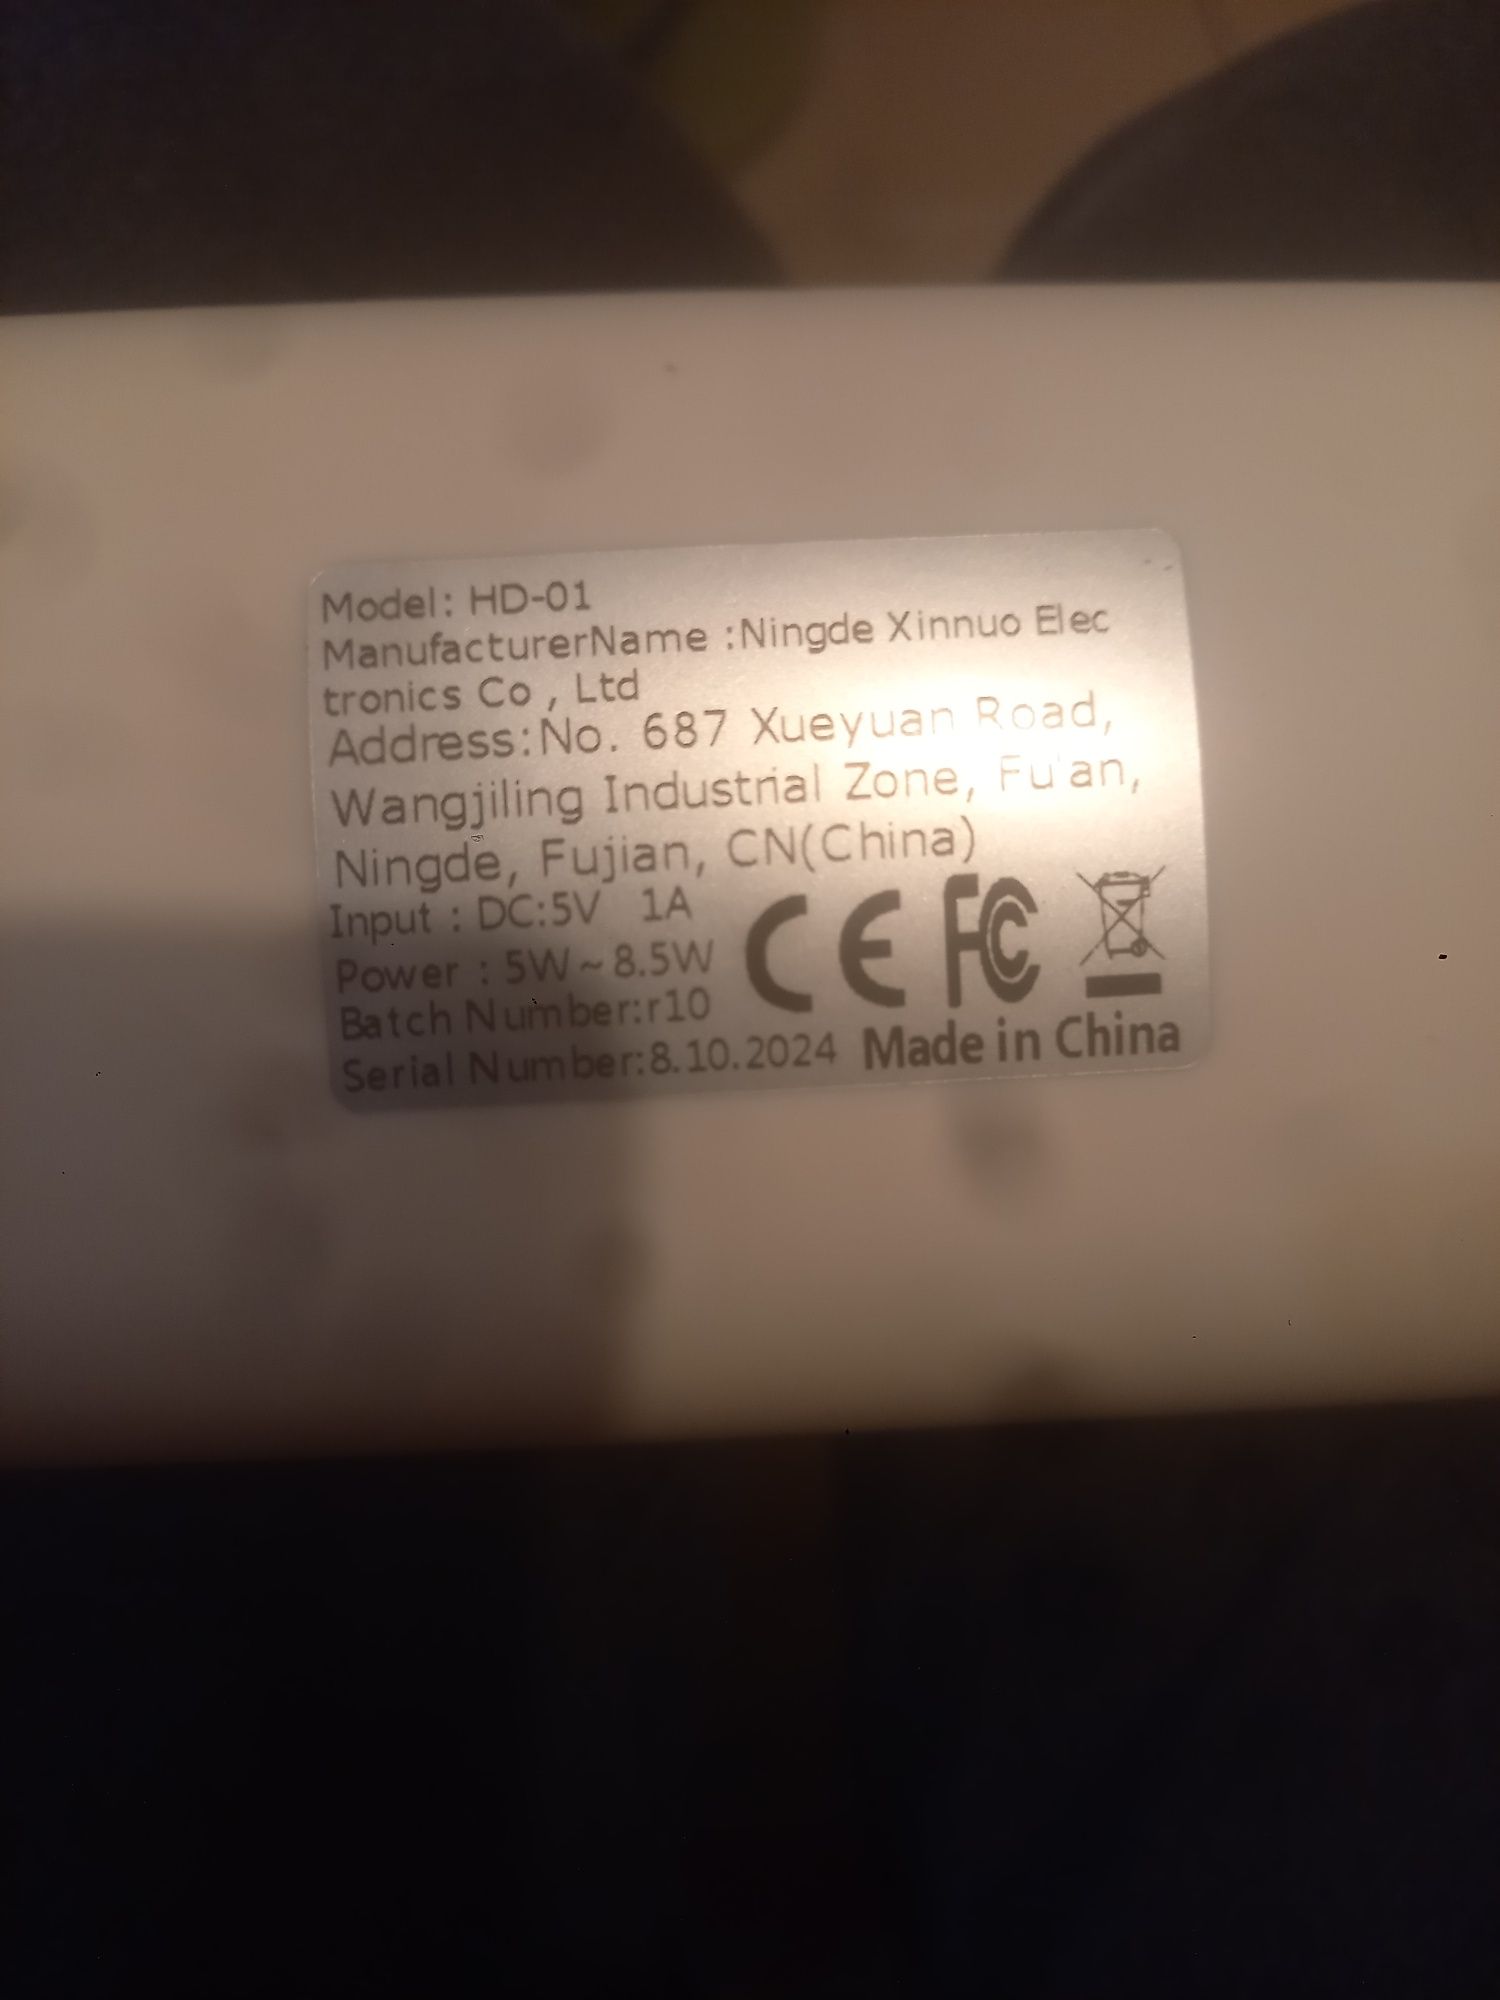 Model: HD-01
ManufacturerName :Ningde Xinnuo Elec
tronics Co , Ltd
Address:No. 687 Xueyuan Road,
Wangjiling Industrial Zone, Fu'an,
Ningde, Fujian, CN(China)
Input : DC:5V 1A
Power : 5W~8.5W
Batch Number:r10
Serial Number:8.10.2024
CE FC
Made in China